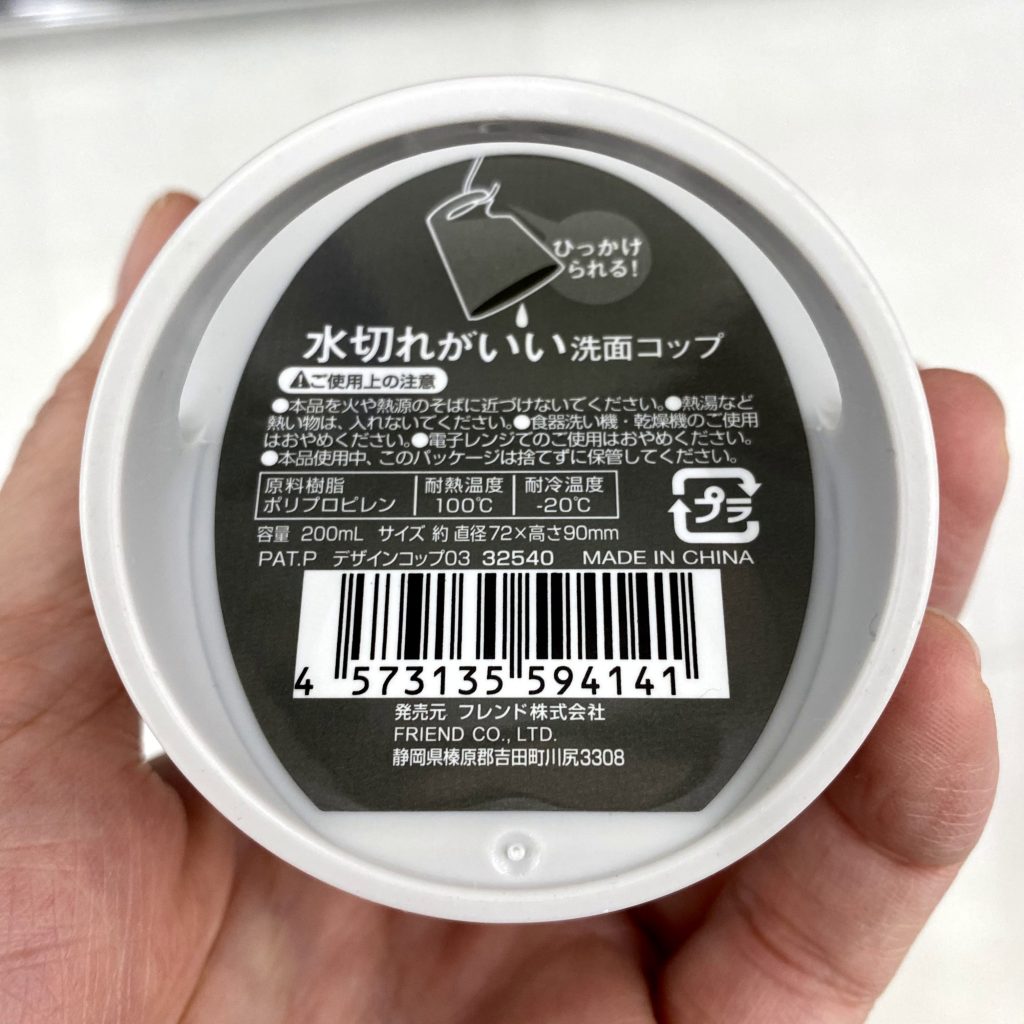 ひっかけ
られる!
水切れがいい洗面コップ
⚠ご使用上の注意
●本品を火や熱源のそばに近づけないでください。●熱湯など
熱い物は、入れないでください。●食器洗い機・乾燥機のご使用
はおやめください。●電子レンジでのご使用はおやめください。
●本品使用中、このパッケージは捨てずに保管してください。
原料樹脂 耐熱温度 耐冷温度
ポリプロピレン 100℃ -20℃
プラ
容量 200mL サイズ 約 直径72×高さ90mm
PAT.P デザインコップ03 32540 MADE IN CHINA
4 573135 594141
発売元 フレンド株式会社
FRIEND CO., LTD.
静岡県榛原郡吉田町川尻3308